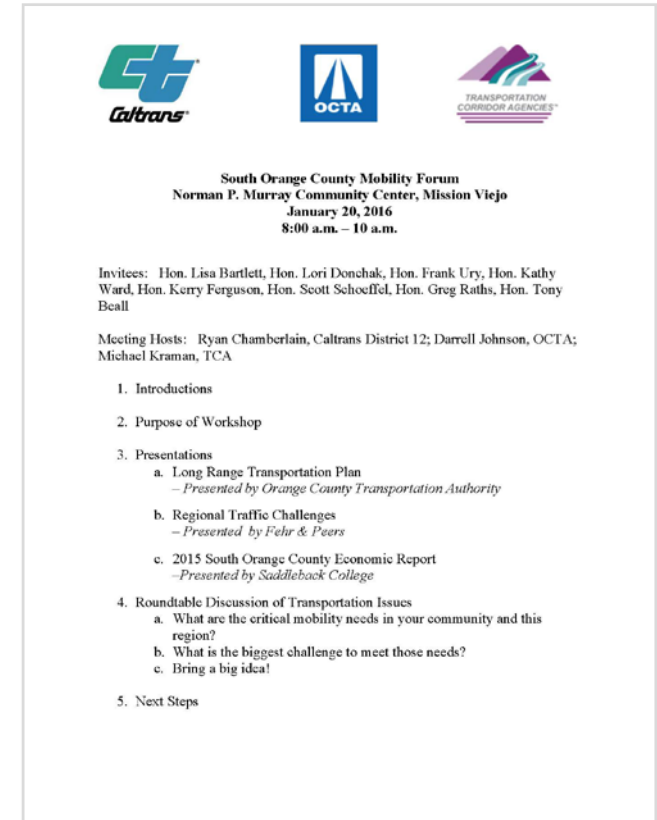 Caltrans
OCTA
TRANSPORTATION
CORRIDOR AGENCIES™
South Orange County Mobility Forum
Norman P. Murray Community Center, Mission Viejo
January 20, 2016
8:00 a.m. – 10 a.m.
Invitees: Hon. Lisa Bartlett, Hon. Lori Donchak, Hon. Frank Ury, Hon. Kathy
Ward, Hon. Kerry Ferguson, Hon. Scott Schoeffel, Hon. Greg Raths, Hon. Tony
Beall
Meeting Hosts: Ryan Chamberlain, Caltrans District 12; Darrell Johnson, OCTA;
Michael Kraman, TCA
1. Introductions
2. Purpose of Workshop
3. Presentations
a. Long Range Transportation Plan
– Presented by Orange County Transportation Authority
b. Regional Traffic Challenges
– Presented by Fehr & Peers
c. 2015 South Orange County Economic Report
–Presented by Saddleback College
4. Roundtable Discussion of Transportation Issues
a. What are the critical mobility needs in your community and this
region?
b. What is the biggest challenge to meet those needs?
c. Bring a big idea!
5. Next Steps